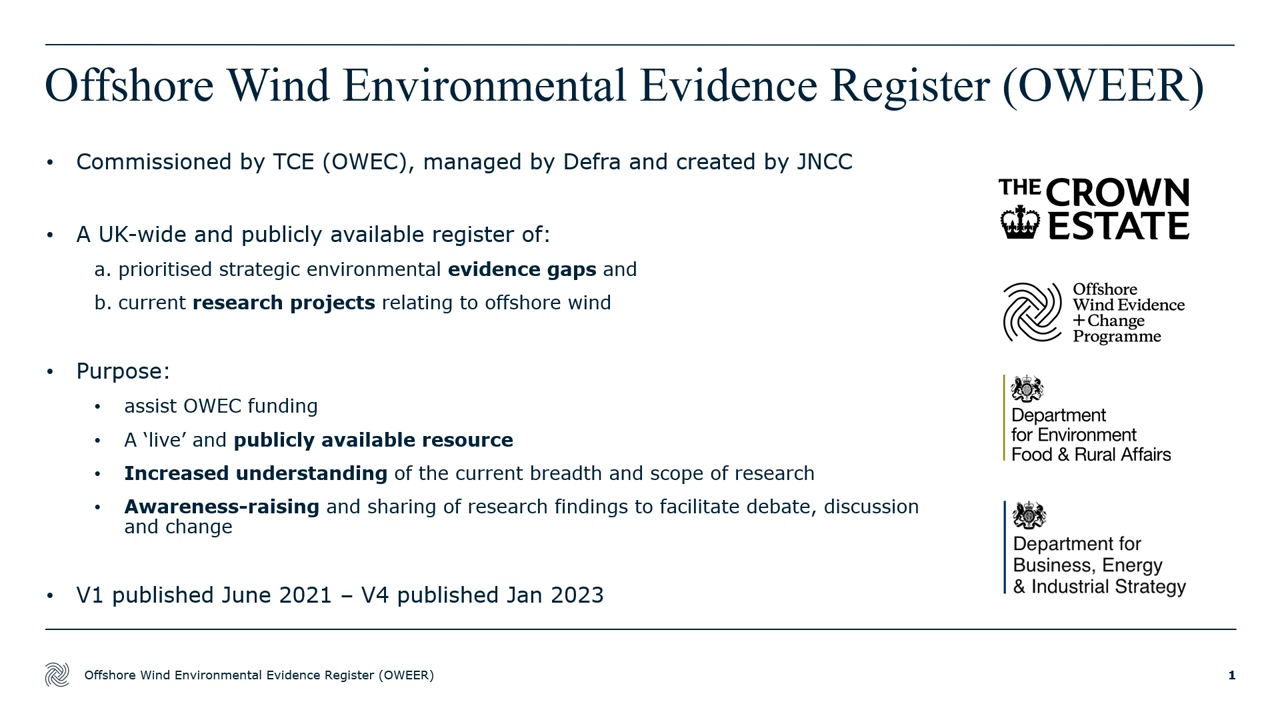 Offshore Wind Environmental Evidence Register (OWEER)
• Commissioned by TCE (OWEC), managed by Defra and created by JNCC
• A UK-wide and publicly available register of:
a. prioritised strategic environmental evidence gaps and
b. current research projects relating to offshore wind
• Purpose:
• assist OWEC funding
• A ‘live’ and publicly available resource
• Increased understanding of the current breadth and scope of research
• Awareness-raising and sharing of research findings to facilitate debate, discussion
and change
• V1 published June 2021 – V4 published Jan 2023
THE CROWN
ESTATE
Offshore
Wind Evidence
+Change
Programme
Department
for Environment
Food & Rural Affairs
Department for
Business, Energy
& Industrial Strategy
Offshore Wind Environmental Evidence Register (OWEER)
1